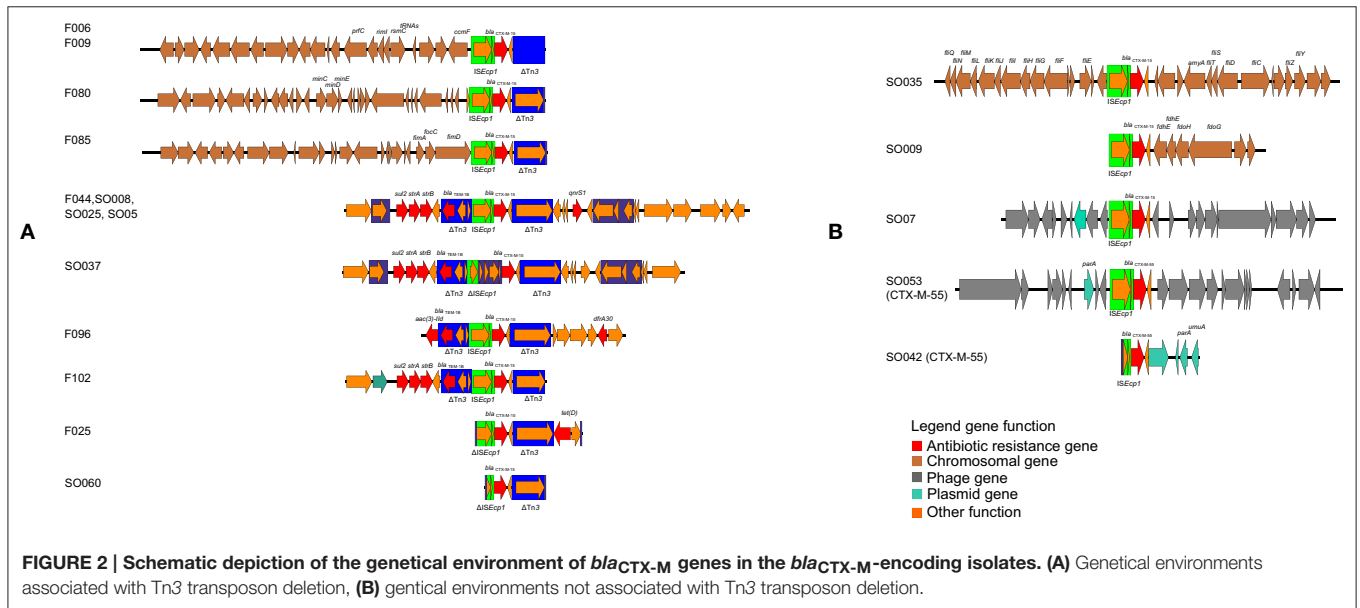 F006
F009
prfC rimI rsmC tRNAs ccmF bla CTX-M-15
ISEcp1 ΔTn3
F080
minC minD minE bla CTX-M-15
ISEcp1 ΔTn3
F085
fimA focC fimD bla CTX-M-15
ISEcp1 ΔTn3
F044,SO008,
SO025, SO05
sul2 strA strB bla TEM-1B bla CTX-M-15 qnrS1
ΔTn3 ISEcp1 ΔTn3
A
SO037
sul2 strA strB bla TEM-1B bla CTX-M-15
ΔTn3 ΔISEcp1 ΔTn3
F096
aac(3)-IId bla TEM-1B bla CTX-M-15 dfrA30
ΔTn3 ISEcp1 ΔTn3
F102
sul2 strA strB bla TEM-1B bla CTX-M-15
ΔTn3 ISEcp1 ΔTn3
F025
bla CTX-M-15 tet(D)
ΔISEcp1 ΔTn3
SO060
bla CTX-M-15
ΔISEcp1 ΔTn3
SO035
fliQ fliN fliM fliL fliK fliJ fliI fliH fliG fliF fliE bla CTX-M-15 amyA fliT fliS fliD fliC fliZ fliY
ISEcp1
SO009
bla CTX-M-15 fdhE fdhE fdoH fdoG
ISEcp1
B
SO07
bla CTX-M-15
ISEcp1
SO053
(CTX-M-55)
parA bla CTX-M-55
ISEcp1
SO042 (CTX-M-55)
bla CTX-M-55 parA umuA
ISEcp1
Legend gene function
Antibiotic resistance gene
Chromosomal gene
Phage gene
Plasmid gene
Other function
FIGURE 2 | Schematic depiction of the genetical environment of blaCTX-M genes in the blaCTX-M-encoding isolates. (A) Genetical environments
associated with Tn3 transposon deletion, (B) gentical environments not associated with Tn3 transposon deletion.